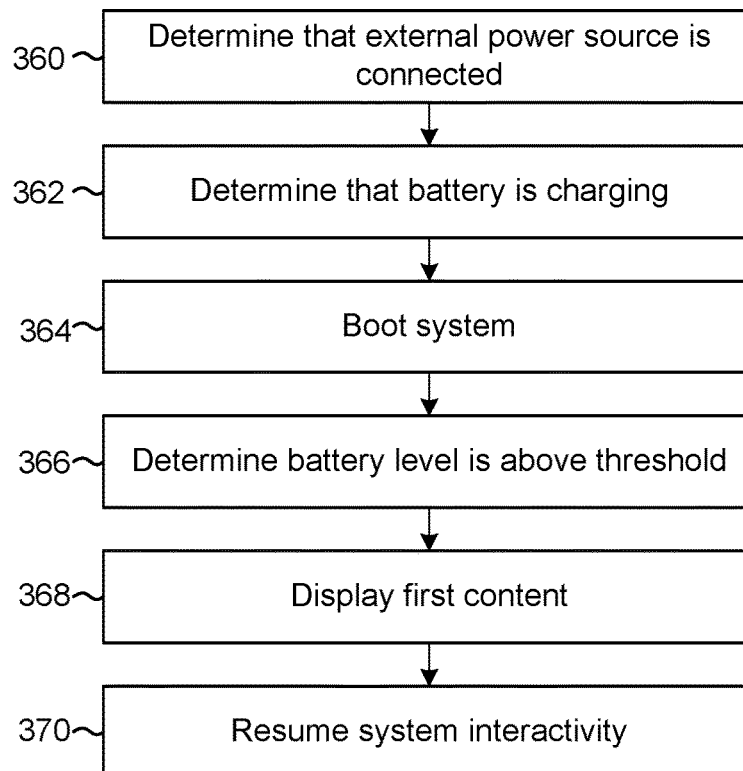 360
Determine that external power source is
connected
362
Determine that battery is charging
364
Boot system
366
Determine battery level is above threshold
368
Display first content
370
Resume system interactivity